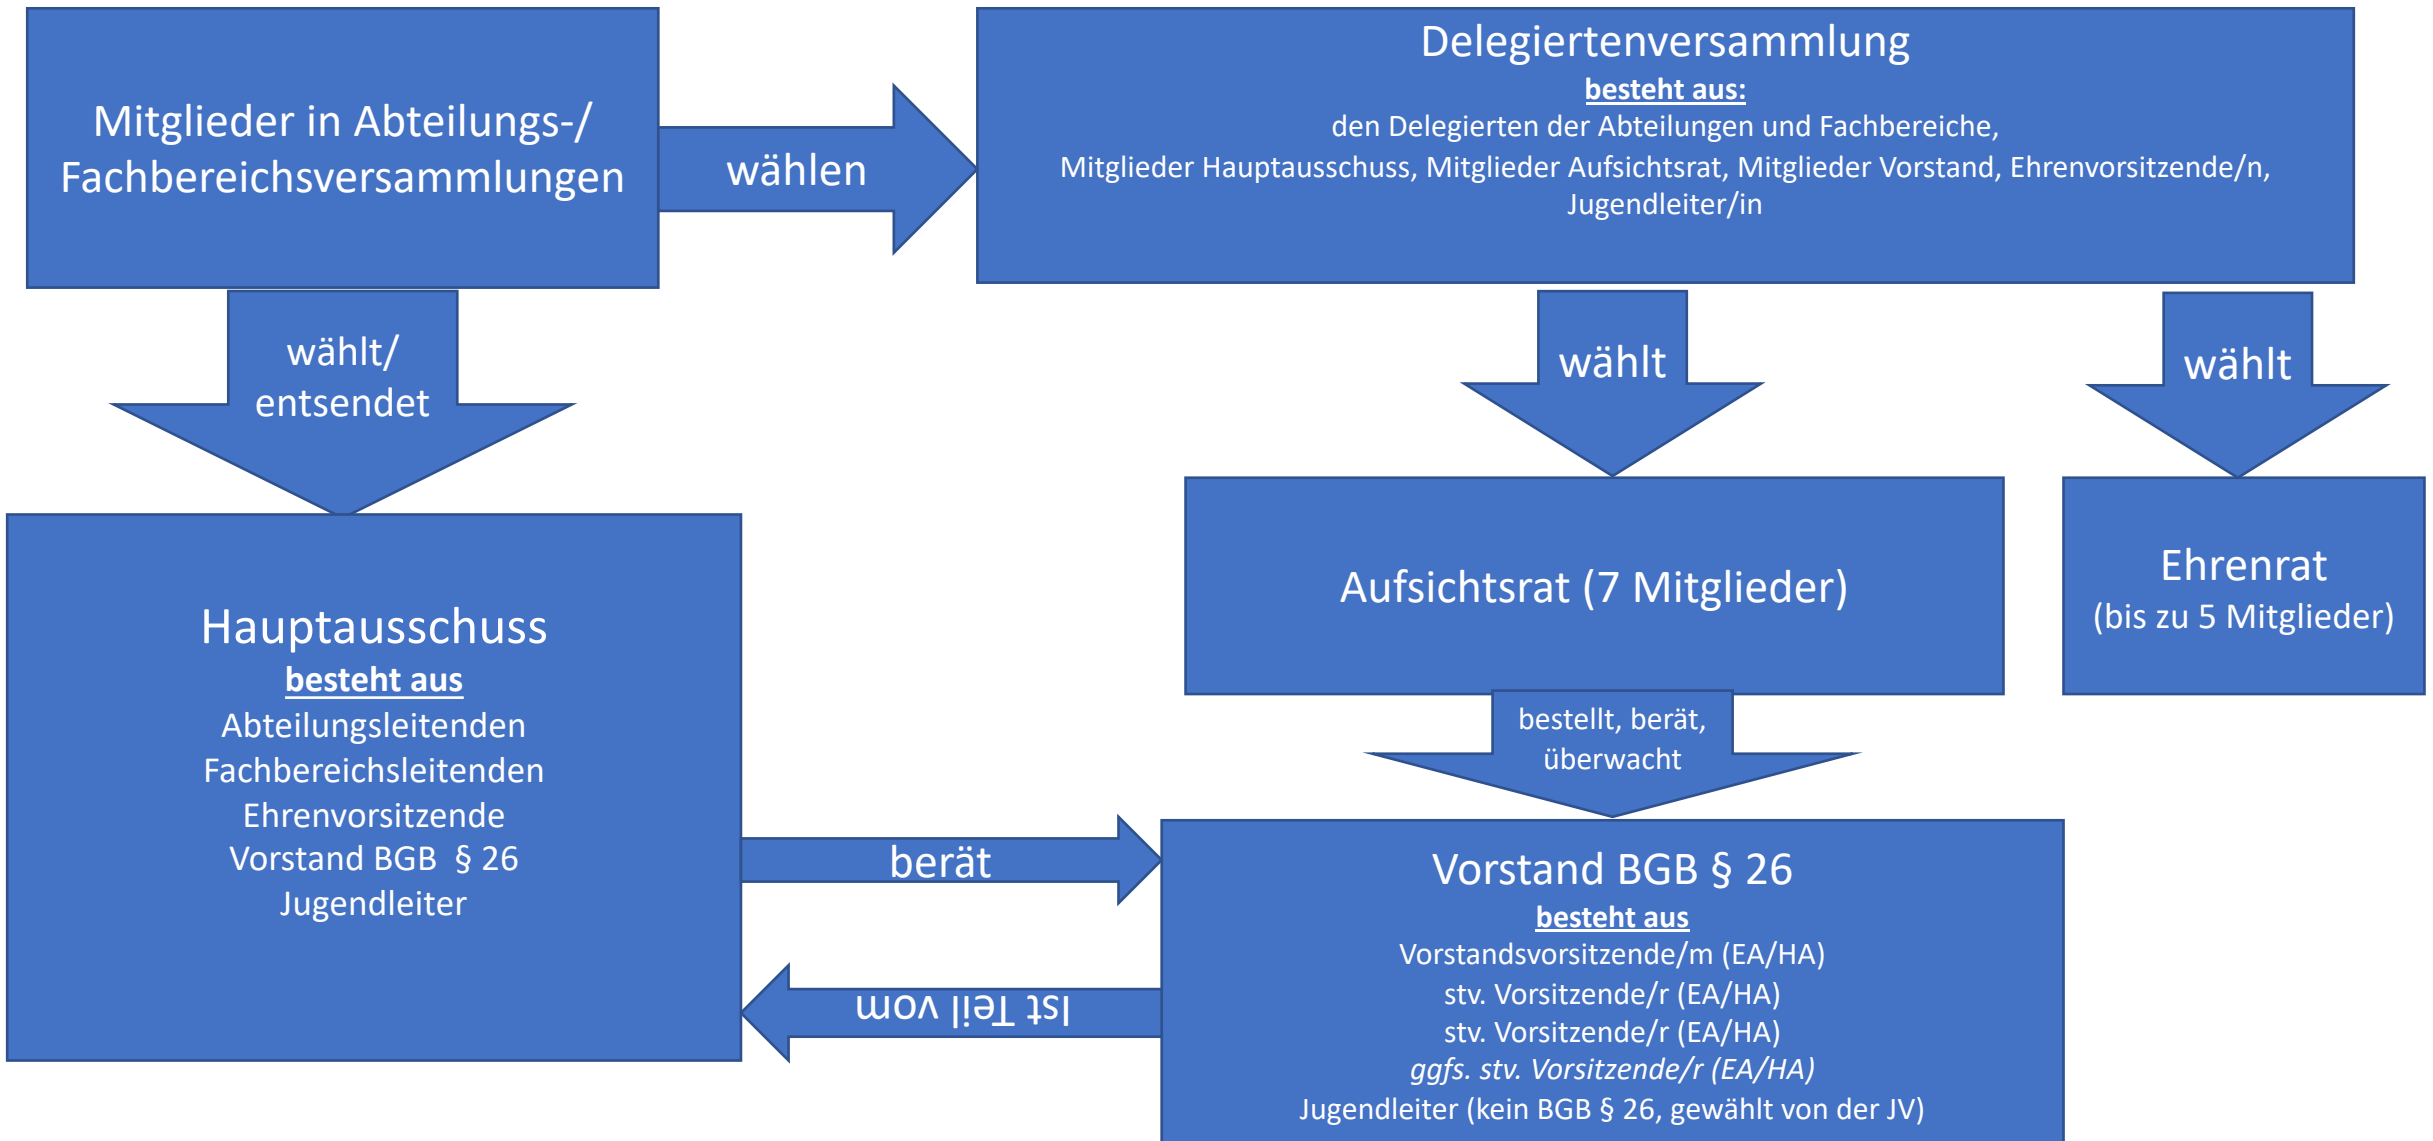 Mitglieder in Abteilungs-/
Fachbereichsversammlungen
wählen
Delegiertenversammlung
besteht aus:
den Delegierten der Abteilungen und Fachbereiche,
Mitglieder Hauptausschuss, Mitglieder Aufsichtsrat, Mitglieder Vorstand, Ehrenvorsitzende/n,
Jugendleiter/in
wählt/
entsendet
wählt
wählt
Hauptausschuss
besteht aus
Abteilungsleitenden
Fachbereichsleitenden
Ehrenvorsitzende
Vorstand BGB § 26
Jugendleiter
Aufsichtsrat (7 Mitglieder)
Ehrenrat
(bis zu 5 Mitglieder)
bestellt, berät,
überwacht
berät
Ist Teil vom
Vorstand BGB § 26
besteht aus
Vorstandsvorsitzende/m (EA/HA)
stv. Vorsitzende/r (EA/HA)
stv. Vorsitzende/r (EA/HA)
ggfs. stv. Vorsitzende/r (EA/HA)
Jugendleiter (kein BGB § 26, gewählt von der JV)